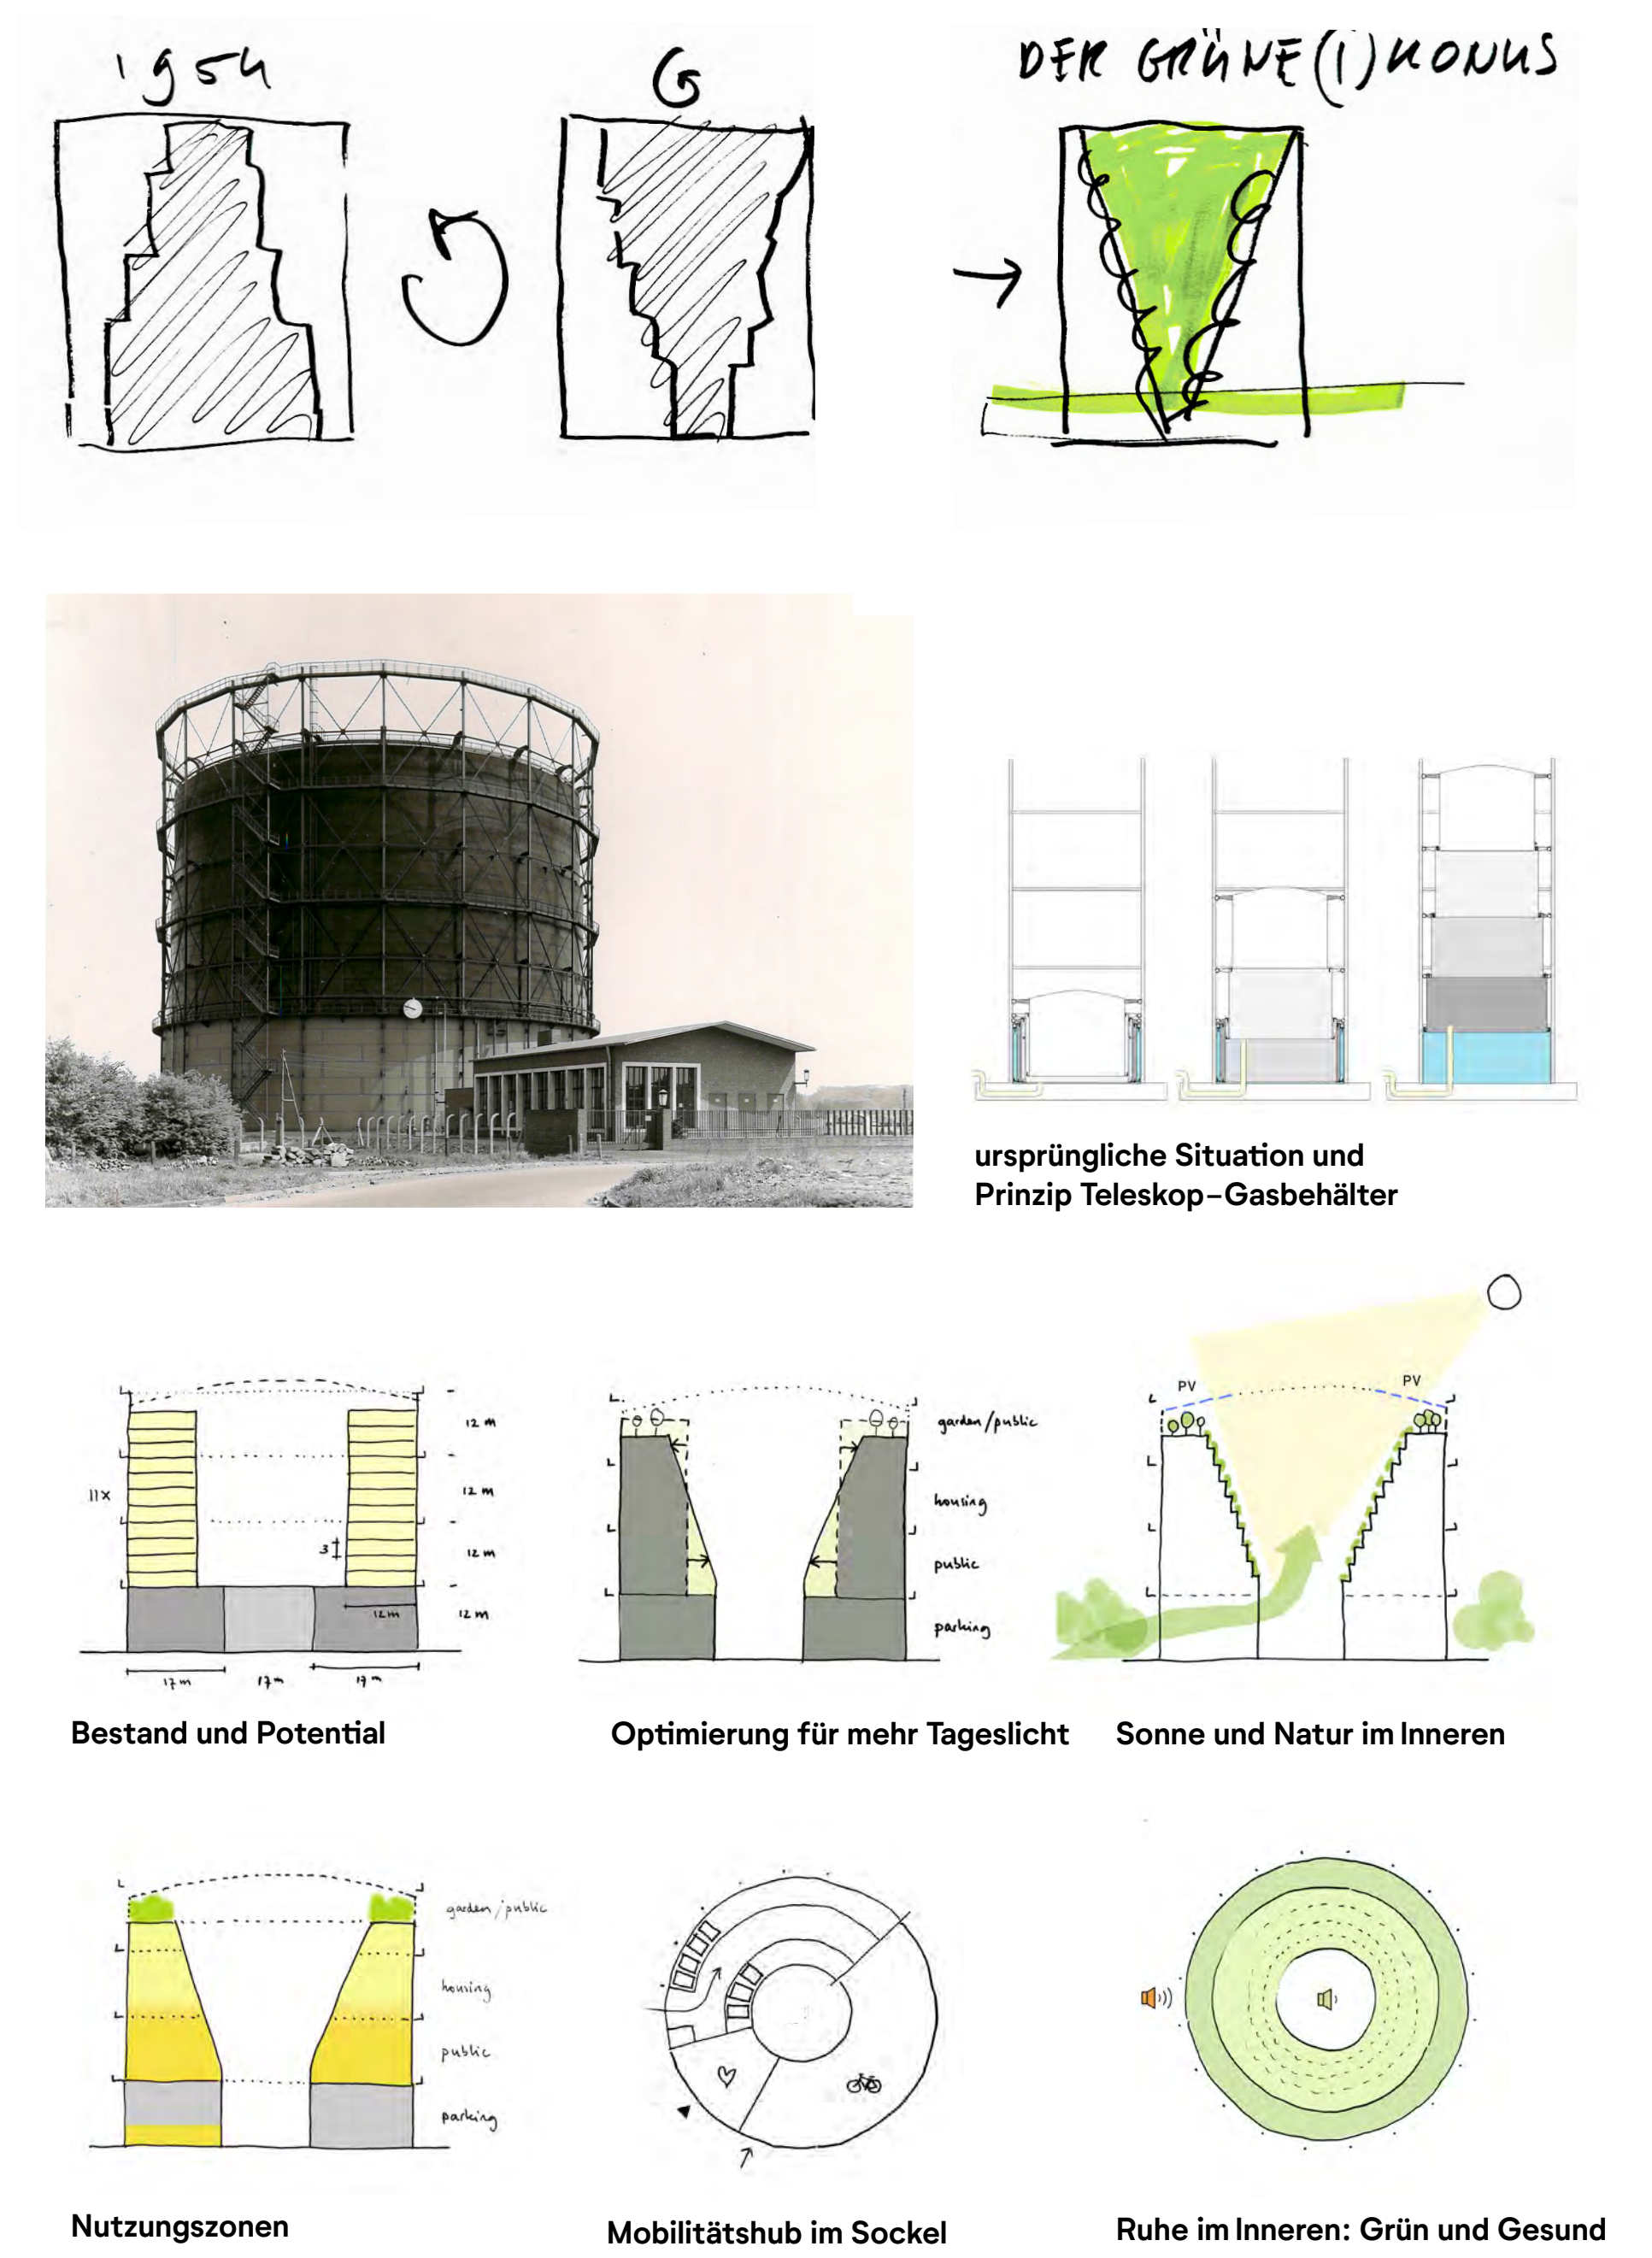 1954
G
DER GRÜNE(I)KONUS
ursprüngliche Situation und
Prinzip Teleskop–Gasbehälter
11x
3
12 m
12 m
12 m
12 m
12 m
17 m
17 m
17 m
garden/public
housing
public
parking
PV
PV
Bestand und Potential
Optimierung für mehr Tageslicht
Sonne und Natur im Inneren
garden/public
housing
public
parking
Nutzungszonen
Mobilitätshub im Sockel
Ruhe im Inneren: Grün und Gesund